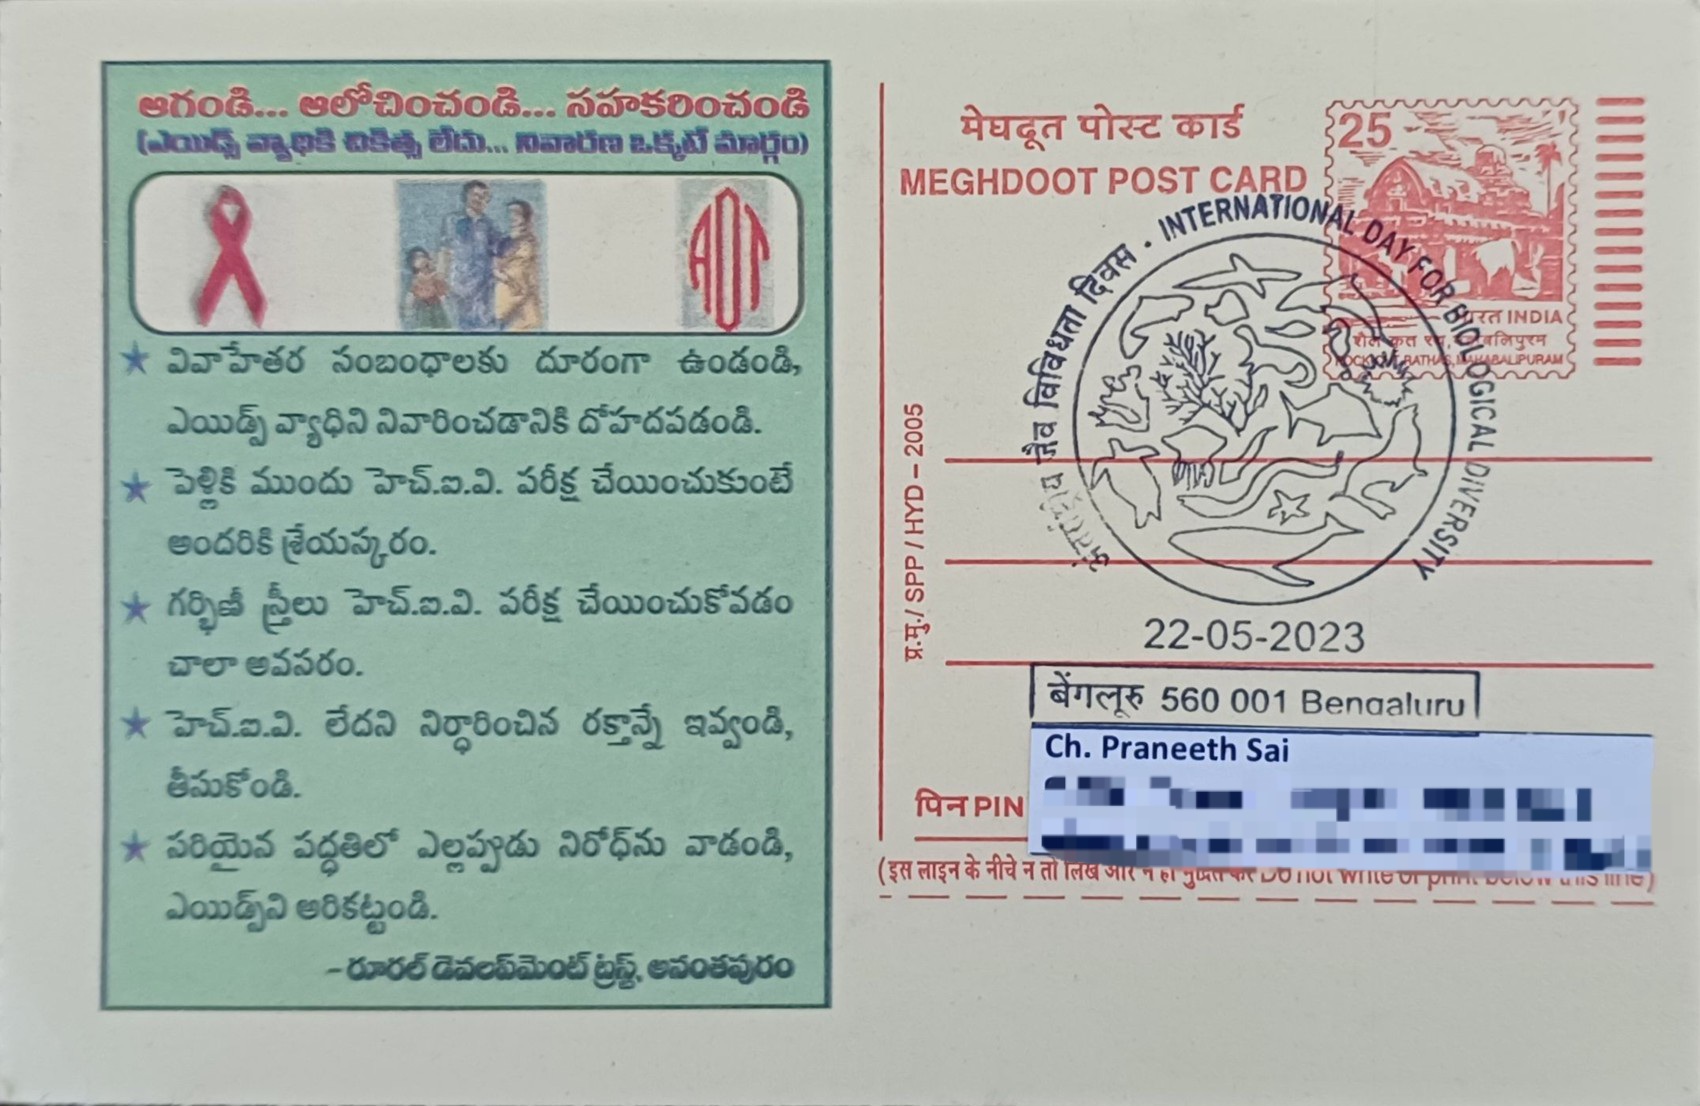 ఆగండి... ఆలోచించండి... సహకరించండి
(ఎయిడ్స్ వ్యాధికి చికిత్స లేదు... నివారణ ఒక్కటే మార్గం)
★ వివాహేతర సంబంధాలకు దూరంగా ఉండండి,
ఎయిడ్స్ వ్యాధిని నివారించడానికి దోహదపడండి.
★ పెళ్లికి ముందు హెచ్.ఐ.వి. పరీక్ష చేయించుకుంటే
అందరికి శ్రేయస్కరం.
★ గర్భిణీ స్త్రీలు హెచ్.ఐ.వి. పరీక్ష చేయించుకోవడం
చాలా అవసరం.
★ హెచ్.ఐ.వి. లేదని నిర్ధారించిన రక్తాన్నే ఇవ్వండి,
తీసుకోండి.
★ సరియైన పద్ధతిలో ఎల్లప్పుడు నిరోధ్‌ను వాడండి,
ఎయిడ్స్‌ని అరికట్టండి.
– రూరల్ డెవలప్‌మెంట్ ట్రస్ట్, అనంతపురం
मेघदूत पोस्ट कार्ड
MEGHDOOT POST CARD
25
भारत INDIA
शैल कृत रथ, महाबलिपुरम
ROCK CUT RATHAS, MAHABALIPURAM
अंतर्राष्ट्रीय जैव विविधता दिवस · INTERNATIONAL DAY FOR BIOLOGICAL DIVERSITY
प्र.मु./ SPP / HYD – 2005
22-05-2023
बेंगलूरु 560 001 Bengaluru
Ch. Praneeth Sai
पिन PIN
(इस लाइन के नीचे न तो लिखें और न ही मुद्रित करें Do not write or print below this line)